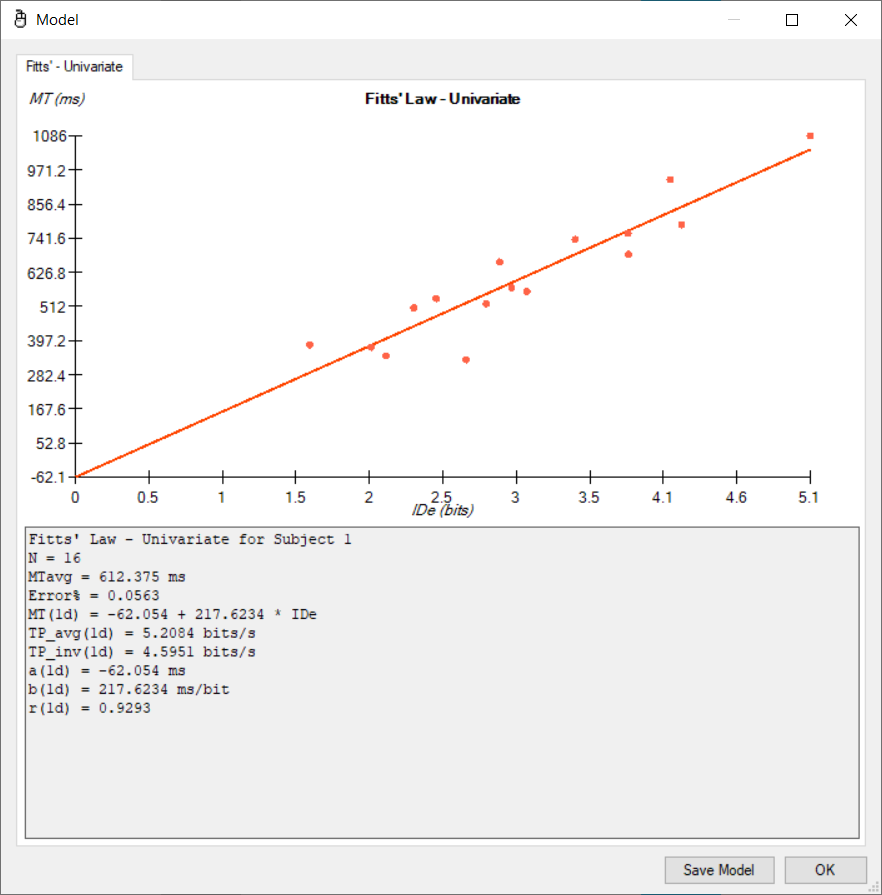 Model
Fitts' - Univariate
MT (ms)
Fitts' Law - Univariate
1086
971.2
856.4
741.6
626.8
512
397.2
282.4
167.6
52.8
-62.1
0 0.5 1 1.5 2 2.5 3 3.5 4.1 4.6 5.1
IDe (bits)
Fitts' Law - Univariate for Subject 1
N = 16
MTavg = 612.375 ms
Error% = 0.0563
MT(1d) = -62.054 + 217.6234 * IDe
TP_avg(1d) = 5.2084 bits/s
TP_inv(1d) = 4.5951 bits/s
a(1d) = -62.054 ms
b(1d) = 217.6234 ms/bit
r(1d) = 0.9293
Save Model OK